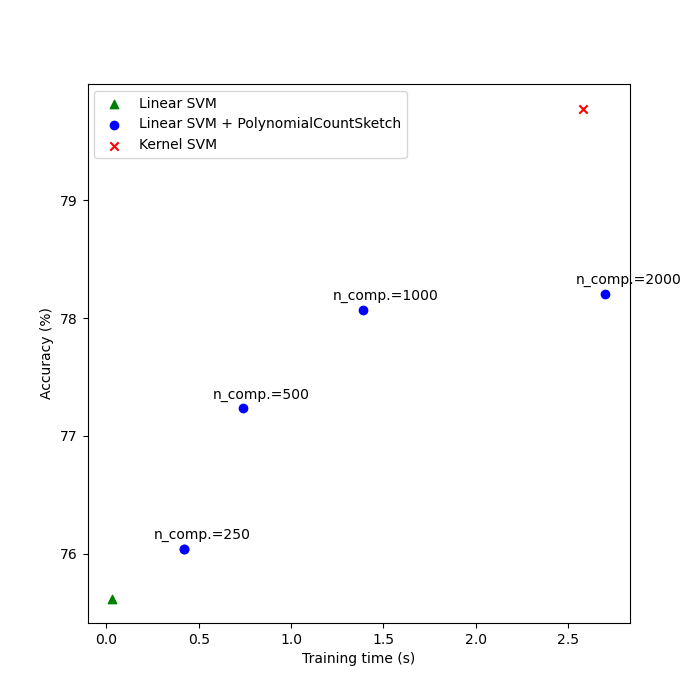 Linear SVM
Linear SVM + PolynomialCountSketch
Kernel SVM
79
78
77
76
Accuracy (%)
n_comp.=2000
n_comp.=1000
n_comp.=500
n_comp.=250
0.0 0.5 1.0 1.5 2.0 2.5
Training time (s)